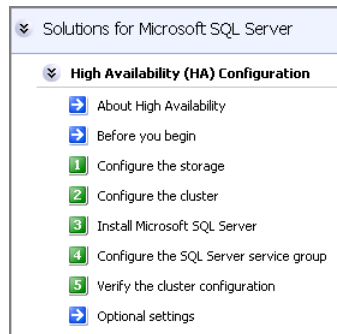 Solutions for Microsoft SQL Server
High Availability (HA) Configuration
About High Availability
Before you begin
1 Configure the storage
2 Configure the cluster
3 Install Microsoft SQL Server
4 Configure the SQL Server service group
5 Verify the cluster configuration
Optional settings